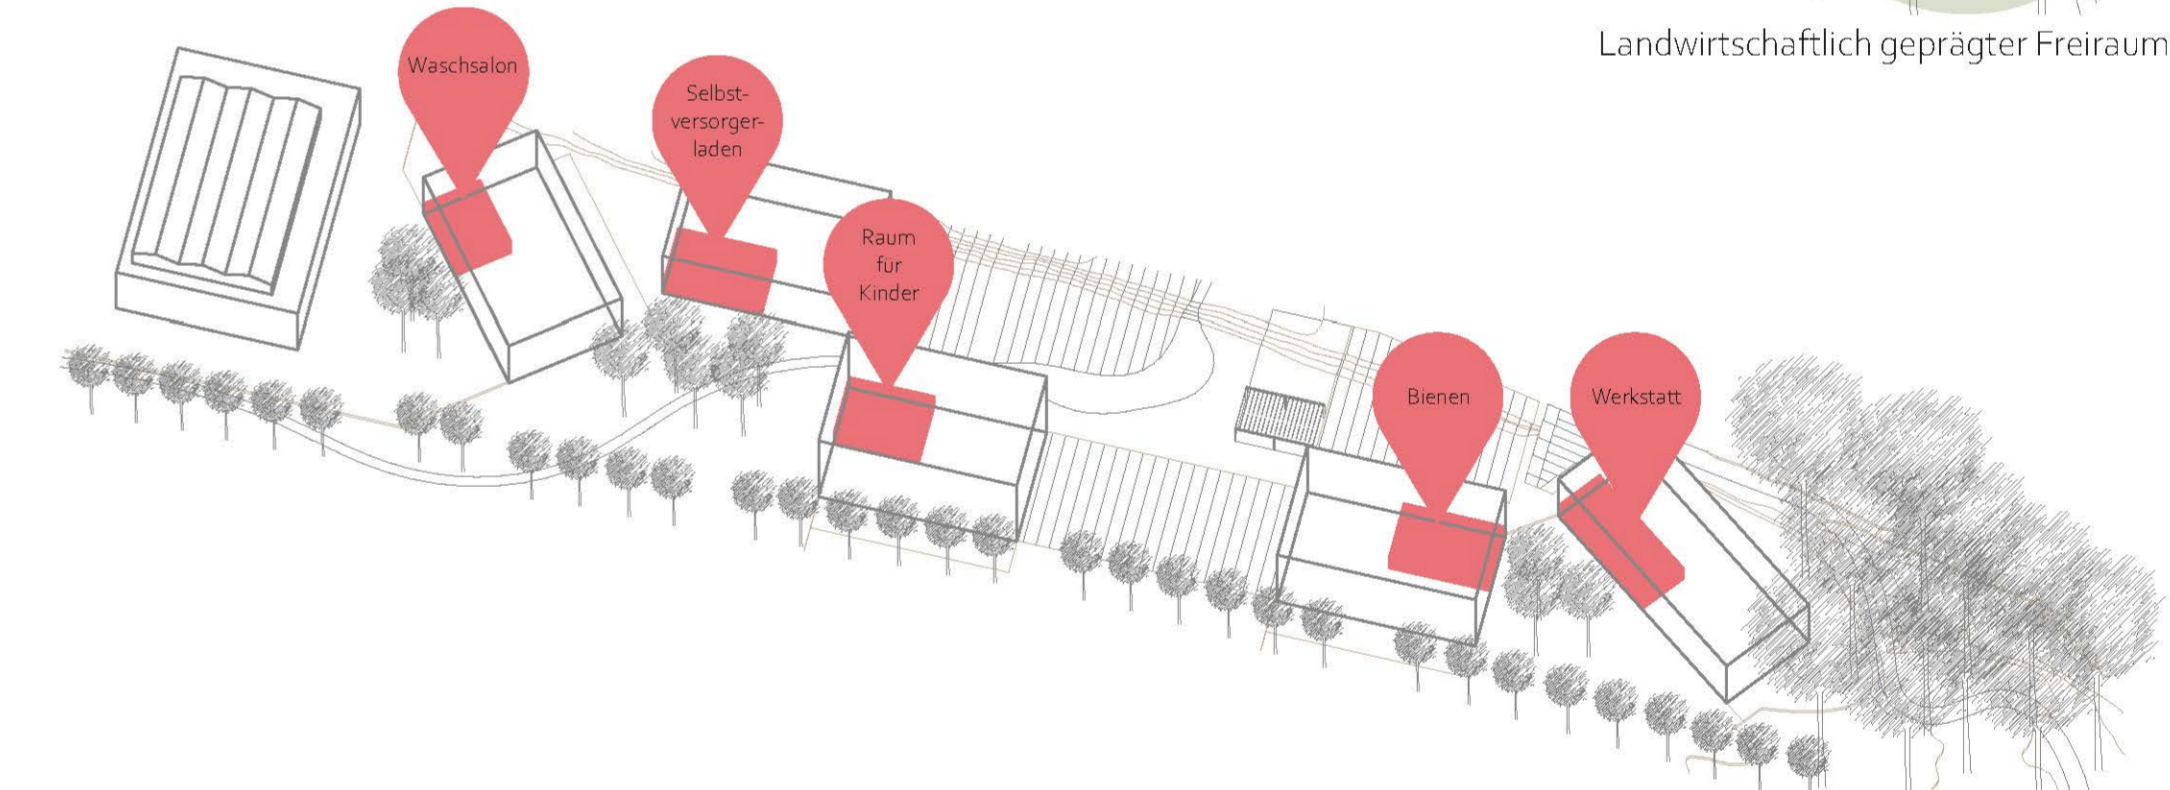 Landwirtschaftlich geprägter Freiraum
Waschsalon
Selbst-
versorger-
laden
Raum
für
Kinder
Bienen
Werkstatt